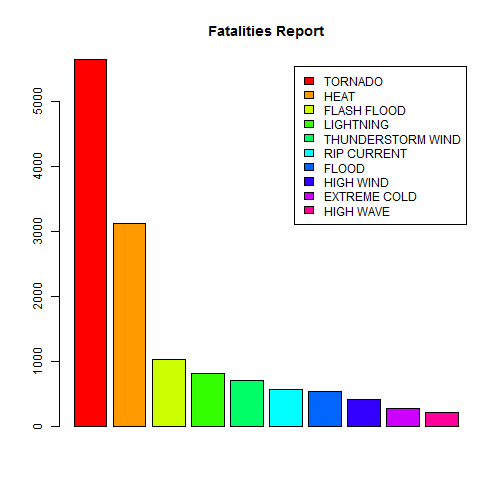 Fatalities Report
TORNADO
HEAT
FLASH FLOOD
LIGHTNING
THUNDERSTORM WIND
RIP CURRENT
FLOOD
HIGH WIND
EXTREME COLD
HIGH WAVE
5000
4000
3000
2000
1000
0